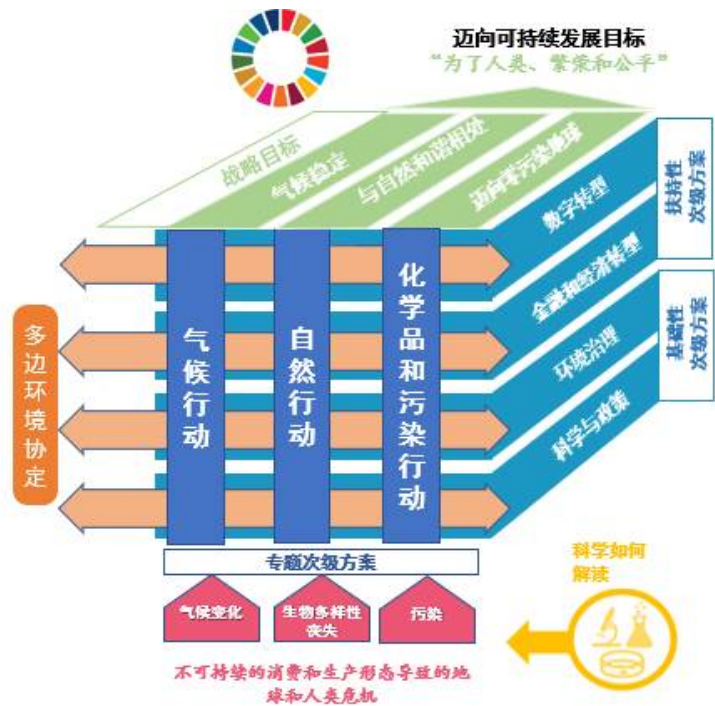 迈向可持续发展目标
“为了人类、繁荣和公平”
战略目标
气候稳定
与自然和谐相处
迈向零污染地球
数字转型
金融和经济转型
环境治理
科学与政策
扶持性
次级方案
基础性
次级方案
多边环境协定
气候行动
自然行动
化学品和污染行动
专题次级方案
气候变化
生物多样性
丧失
污染
科学如何
解读
不可持续的消费和生产形态导致的地
球和人类危机